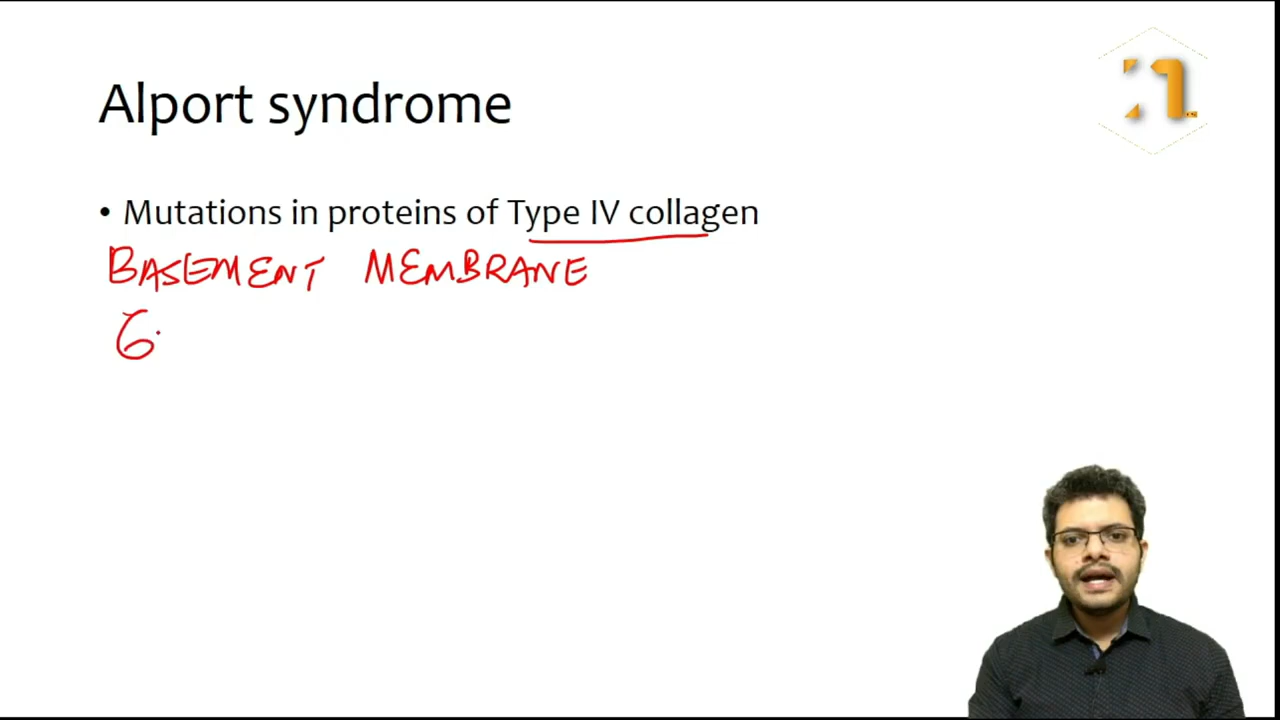 Alport syndrome
• Mutations in proteins of Type IV collagen
BASEMENT MEMBRANE
6